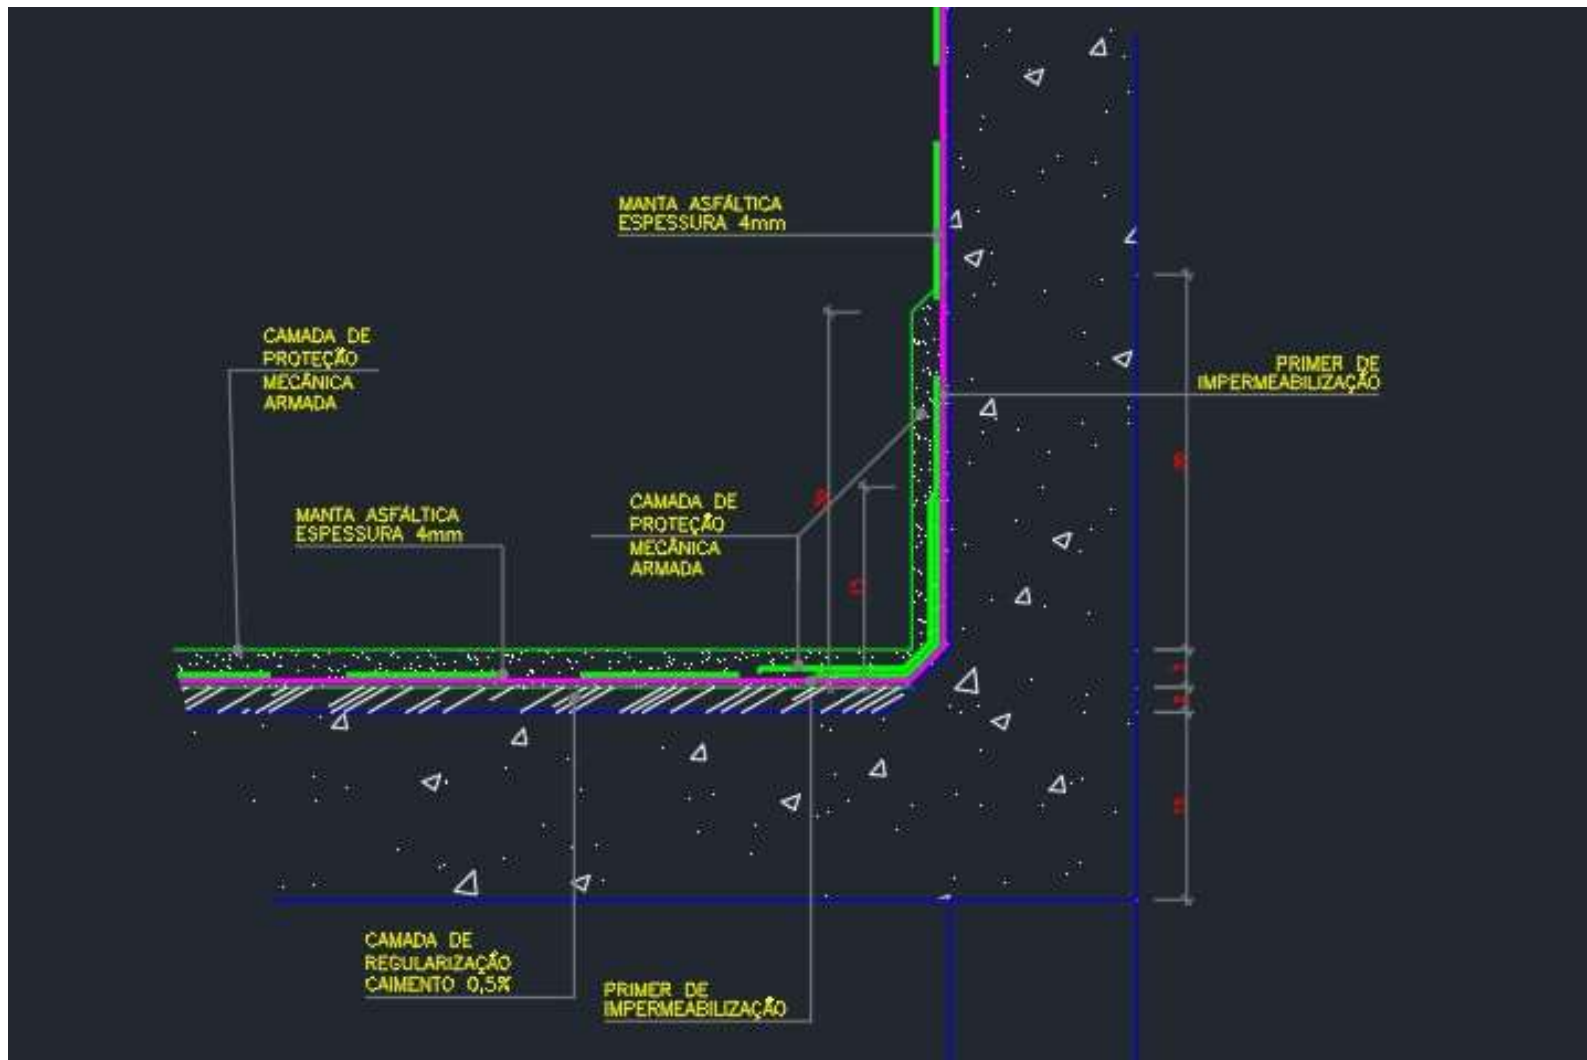 MANTA ASFÁLTICA
ESPESSURA 4mm
CAMADA DE
PROTEÇÃO
MECÂNICA
ARMADA
PRIMER DE
IMPERMEABILIZAÇÃO
MANTA ASFÁLTICA
ESPESSURA 4mm
CAMADA DE
PROTEÇÃO
MECÂNICA
ARMADA
CAMADA DE
REGULARIZAÇÃO
CAIMENTO 0,5%
PRIMER DE
IMPERMEABILIZAÇÃO